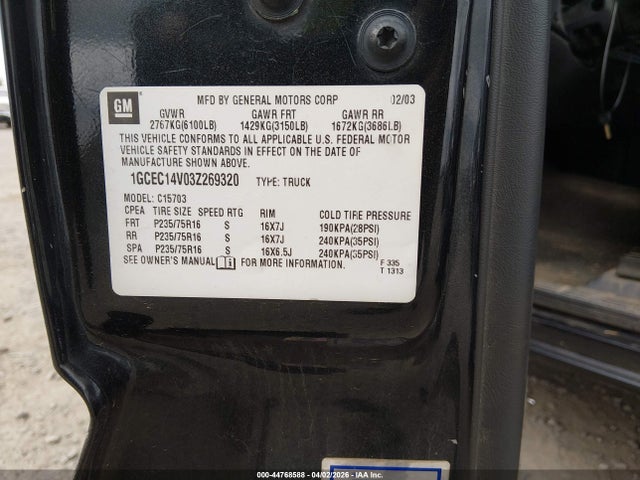 GM
MFD BY GENERAL MOTORS CORP 02/03
GVWR GAWR FRT GAWR RR
2767KG(6100LB) 1429KG(3150LB) 1672KG(3686LB)
THIS VEHICLE CONFORMS TO ALL APPLICABLE U.S. FEDERAL MOTOR
VEHICLE SAFETY STANDARDS IN EFFECT ON THE DATE OF
MANUFACTURE SHOWN ABOVE.
1GCEC14V03Z269320 TYPE: TRUCK
MODEL: C15703
CPEA TIRE SIZE SPEED RTG RIM COLD TIRE PRESSURE
FRT P235/75R16 S 16X7J 190KPA(28PSI)
RR P235/75R16 S 16X7J 240KPA(35PSI)
SPA P235/75R16 S 16X6.5J 240KPA(35PSI)
SEE OWNER'S MANUAL FOR MORE INFORMATION.
F 335
T 1313
000-44768588 - 04/02/2026 - IAAI.COM